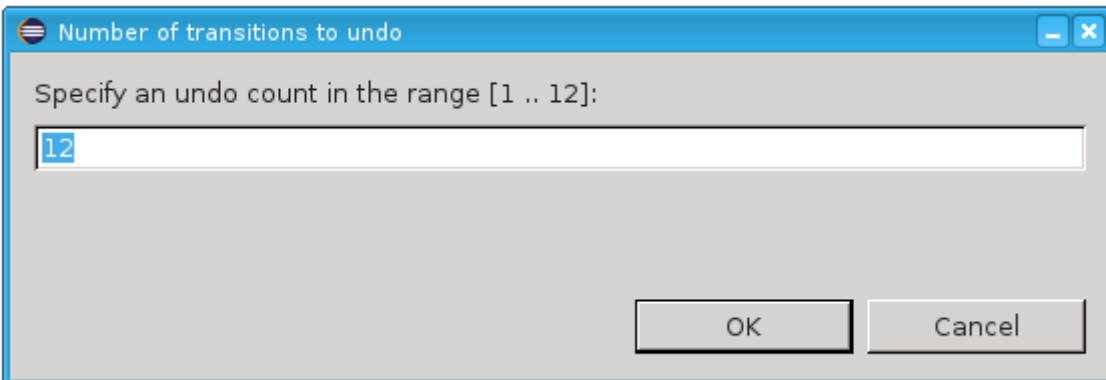 Number of transitions to undo
Specify an undo count in the range [1 .. 12]:
12
OK
Cancel